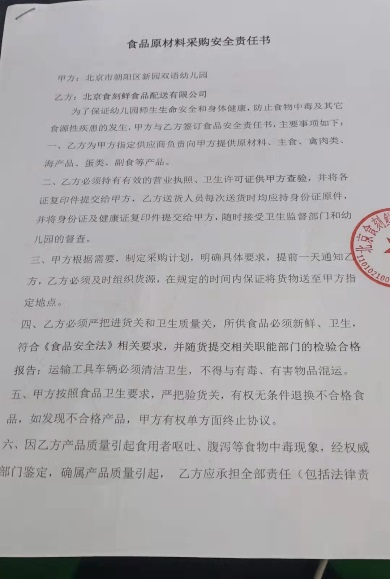 食品原材料采购安全责任书
甲方：北京市朝阳区新园双语幼儿园
乙方：北京食刻鲜食品配送有限公司
为了保证幼儿园师生生命安全和身体健康，防止食物中毒及其它
食源性疾患的发生，甲方与乙方签订食品安全责任书，主要事项如下：
一、乙方为甲方指定供应商负责向甲方提供原材料、主食、禽肉类、
海产品、蛋类、副食等产品。
二、乙方必须持有有效的营业执照、卫生许可证供甲方查验，并将各
证复印件提交给甲方，乙方送货人员每次送货时均应持身份证原件，
并将身份证及健康证复印件提交给甲方，随时接受卫生监督部门和幼
儿园的督查。
三、甲方根据需要，制定采购计划，明确具体要求，提前一天通知乙
方，乙方必须及时组织货源，在规定的时间内保证将货物送至甲方指
定地点。
四、乙方必须严把进货关和卫生质量关，所供食品必须新鲜、卫生，
符合《食品安全法》相关要求，并随货提交相关职能部门的检验合格
报告；运输工具车辆必须清洁卫生，不得与有毒、有害物品混运。
五、甲方按照食品卫生要求，严把验货关，有权无条件退换不合格食
品，如发现不合格产品，甲方有权单方面终止协议。
六、因乙方产品质量引起食用者呕吐、腹泻等食物中毒现象，经权威
部门鉴定，确属产品质量引起， 乙方应承担全部责任（包括法律责
北京食刻